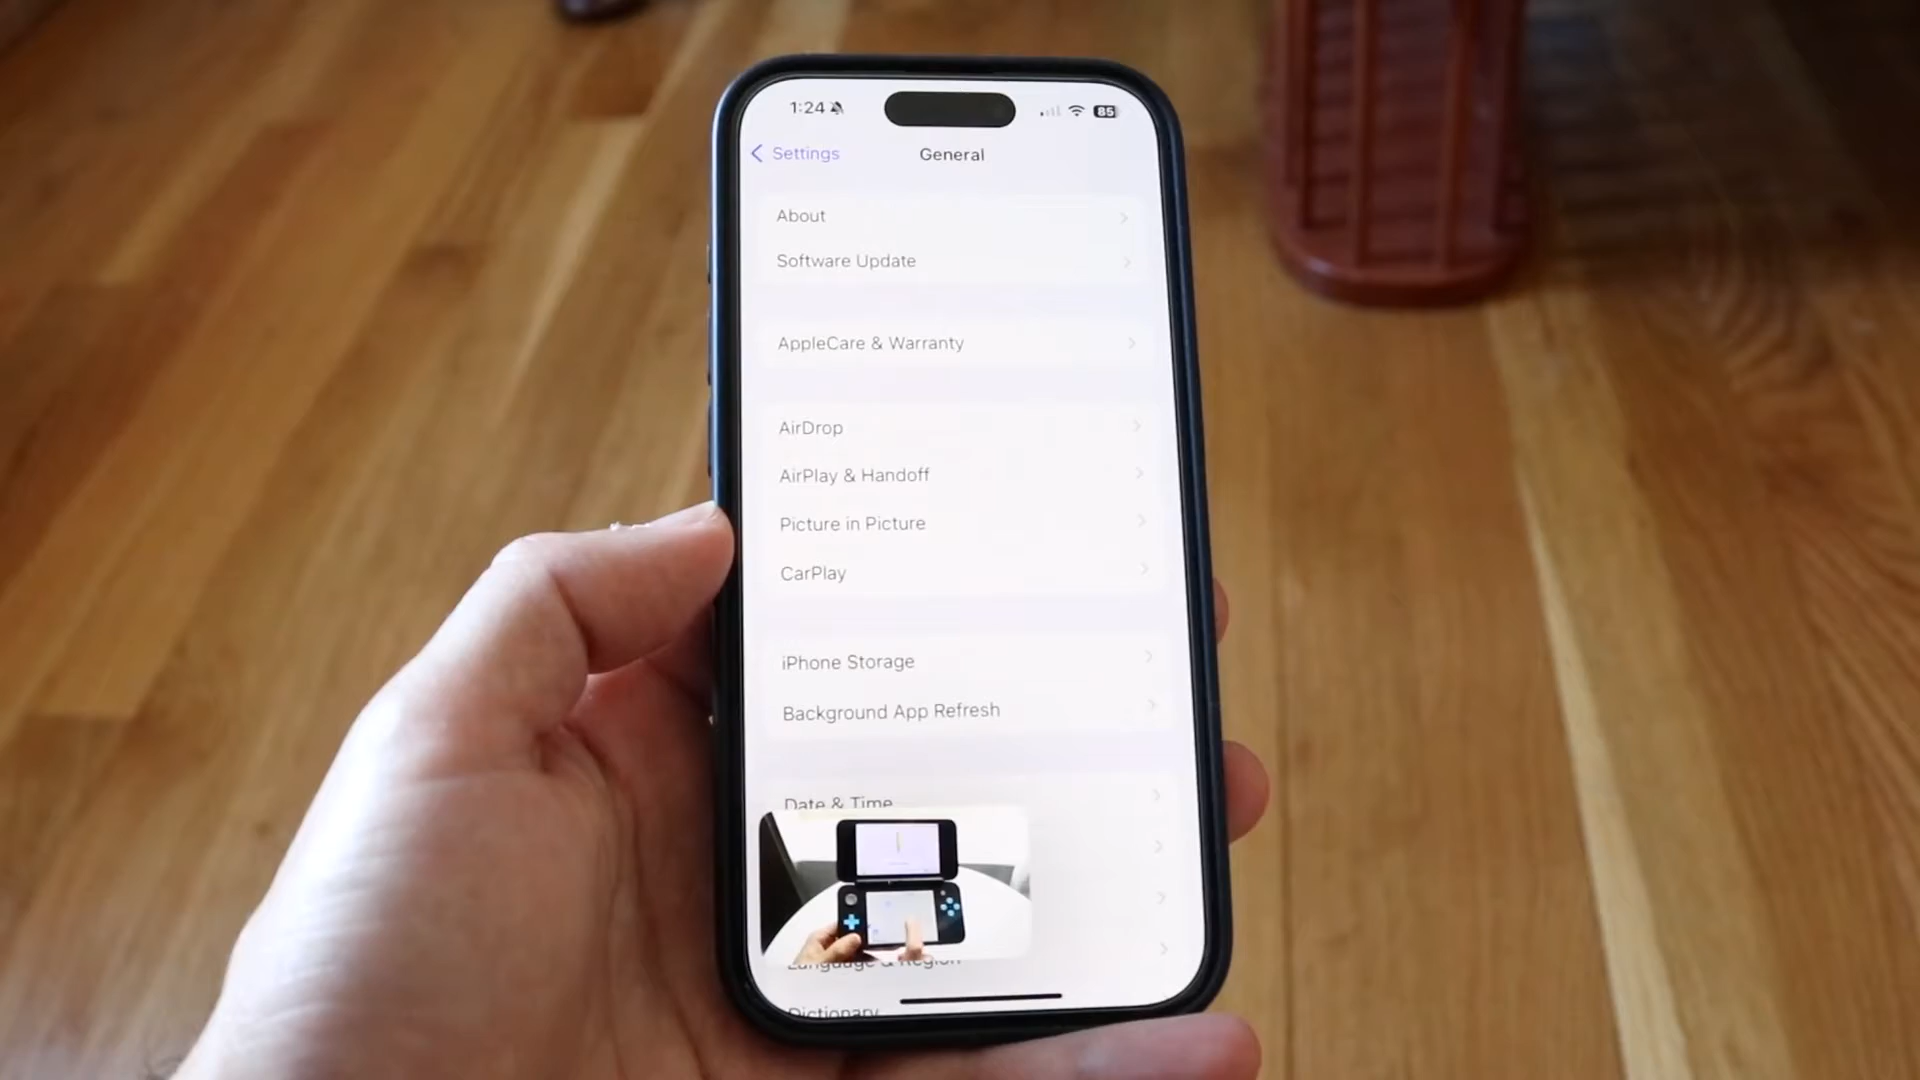 1:24
85
Settings
General
About
Software Update
AppleCare & Warranty
AirDrop
AirPlay & Handoff
Picture in Picture
CarPlay
iPhone Storage
Background App Refresh
Date & Time
Language & Region
Dictionary